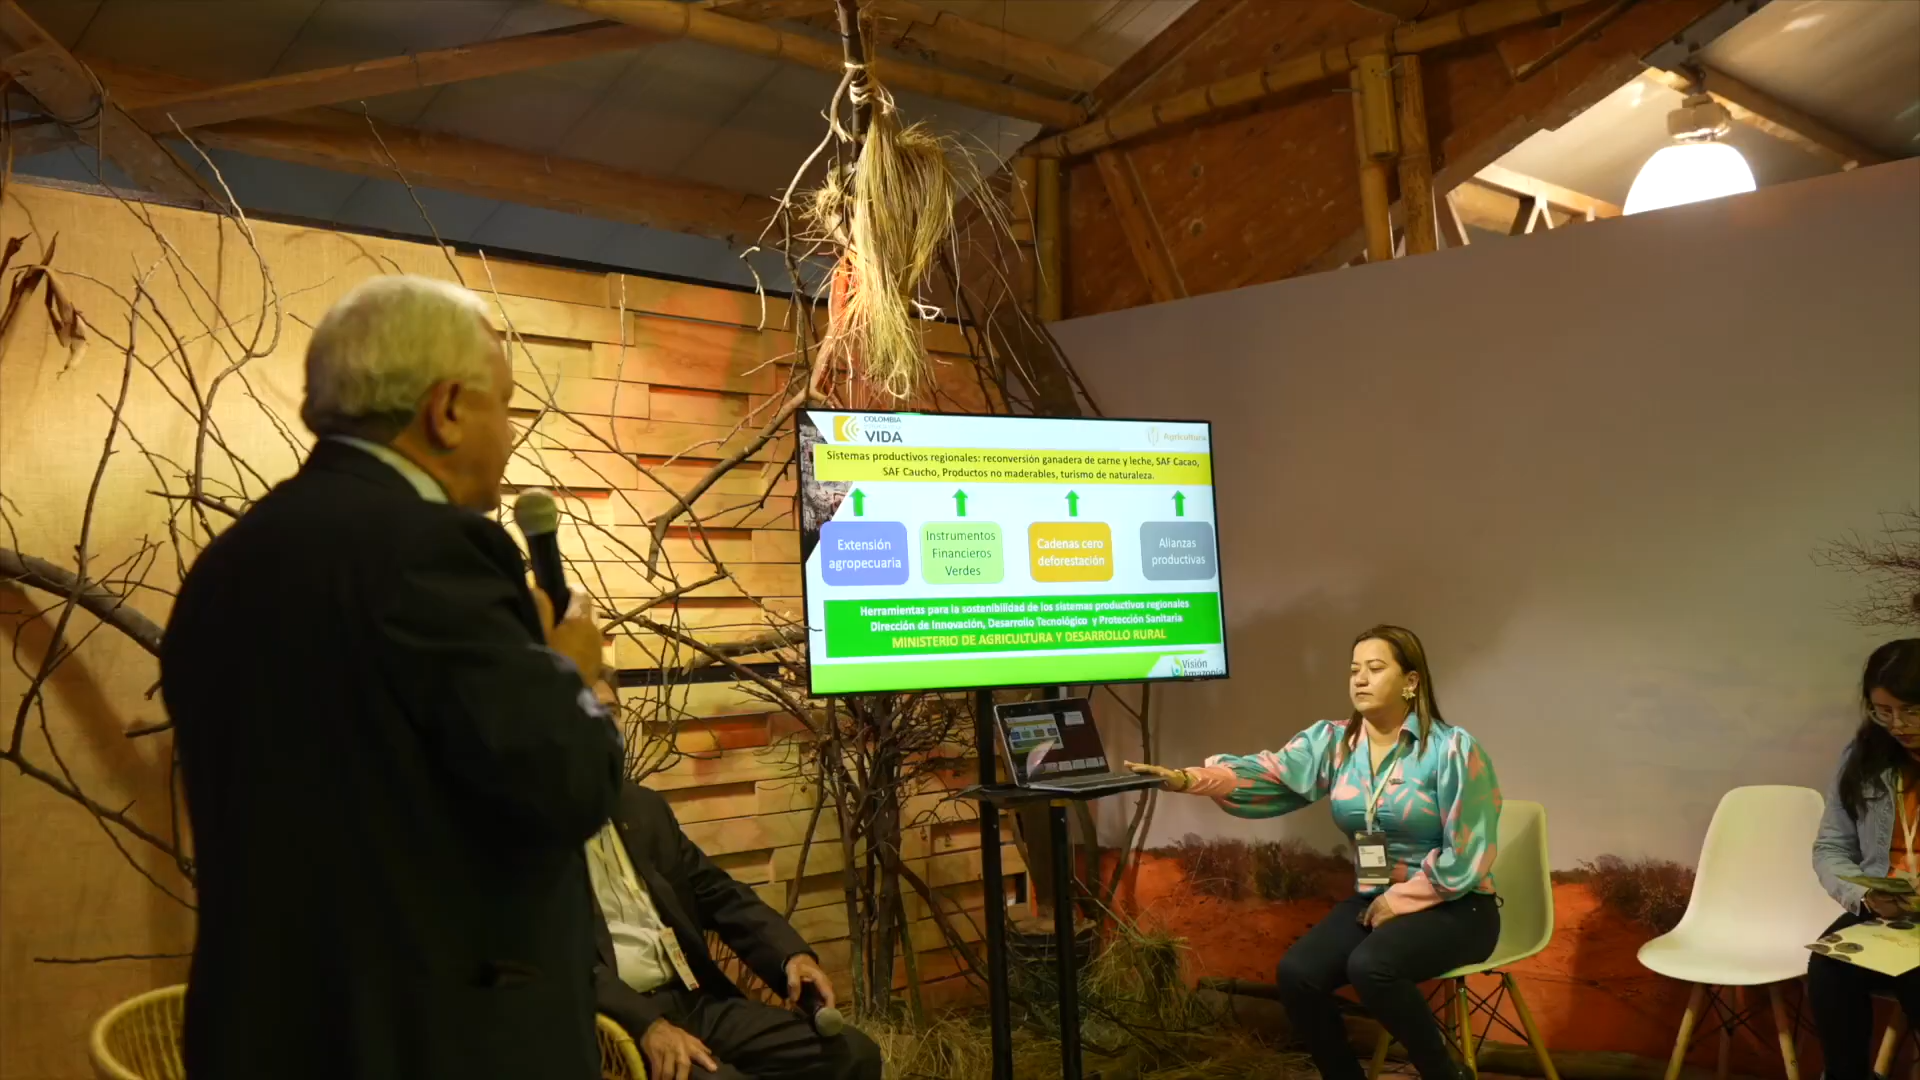 COLOMBIA
VIDA
Agricultura
Sistemas productivos regionales: reconversión ganadera de carne y leche, SAF Cacao,
SAF Caucho, Productos no maderables, turismo de naturaleza.
Extensión
agropecuaria
Instrumentos
Financieros
Verdes
Cadenas cero
deforestación
Alianzas
productivas
Herramientas para la sostenibilidad de los sistemas productivos regionales
Dirección de Innovación, Desarrollo Tecnológico y Protección Sanitaria
MINISTERIO DE AGRICULTURA Y DESARROLLO RURAL
Visión
Amazonía